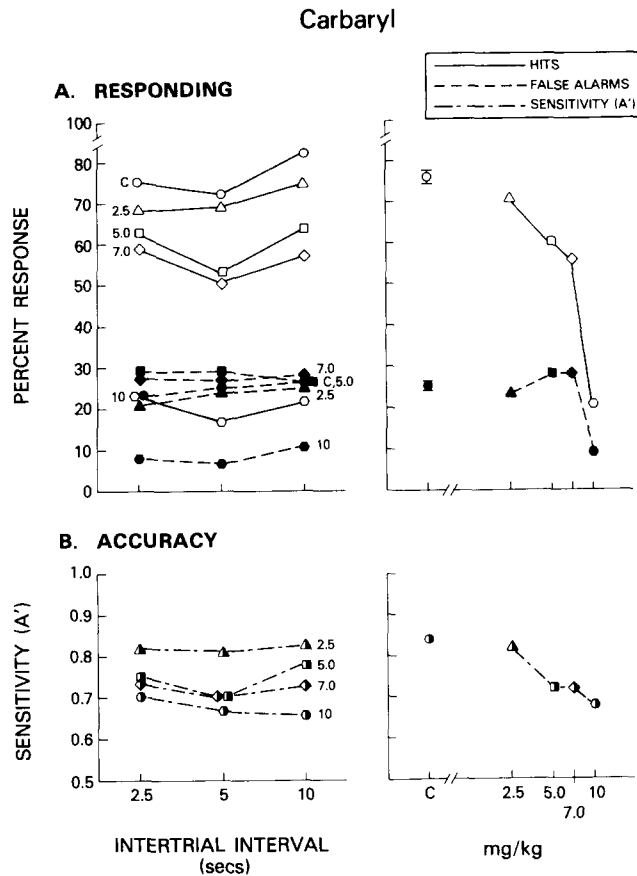 Carbaryl
HITS
FALSE ALARMS
SENSITIVITY (A')
A. RESPONDING
100
80
70
60
50
40
30
20
10
0
PERCENT RESPONSE
C
2.5
5.0
7.0
10
7.0
C,5.0
2.5
10
B. ACCURACY
1.0
0.9
0.8
0.7
0.6
0.5
SENSITIVITY (A')
2.5
5.0
7.0
10
2.5 5 10
INTERTRIAL INTERVAL
(secs)
C 2.5 5.0 10
7.0
mg/kg